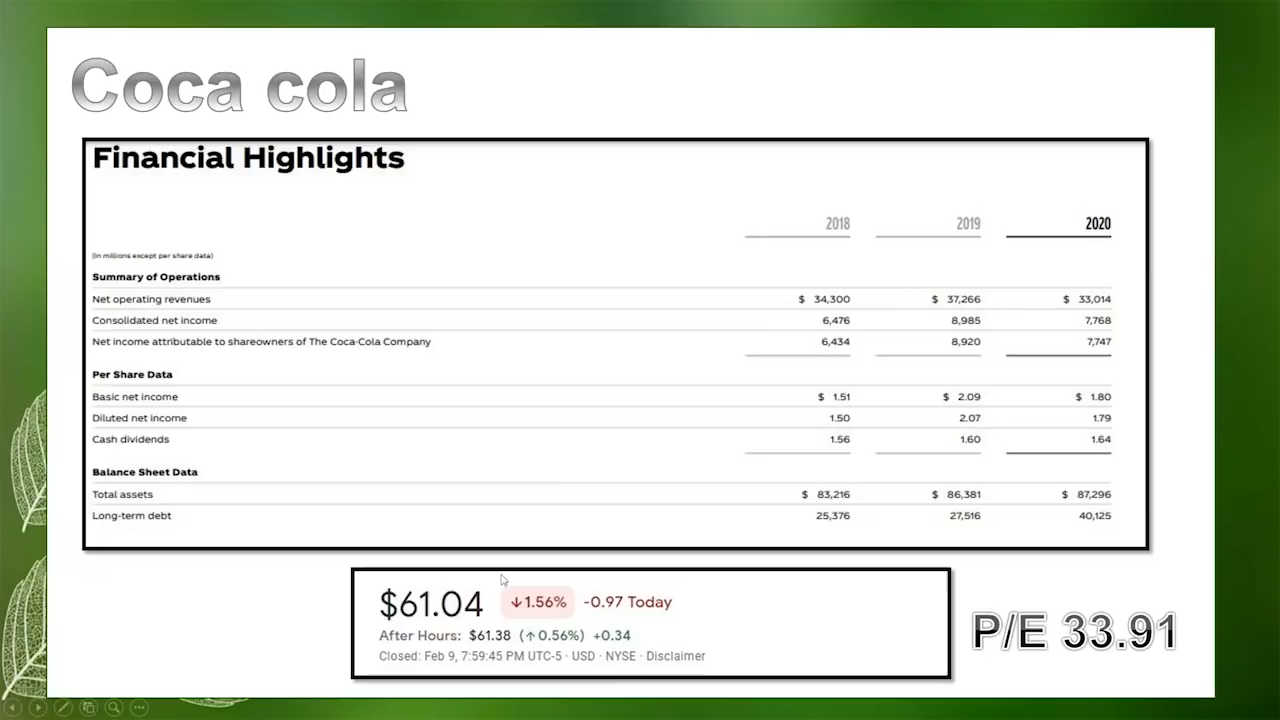 Coca cola
Financial Highlights
2018 2019 2020
(In millions except per share data)
Summary of Operations
Net operating revenues $ 34,300 $ 37,266 $ 33,014
Consolidated net income 6,476 8,985 7,768
Net income attributable to shareowners of The Coca-Cola Company 6,434 8,920 7,747
Per Share Data
Basic net income $ 1.51 $ 2.09 $ 1.80
Diluted net income 1.50 2.07 1.79
Cash dividends 1.56 1.60 1.64
Balance Sheet Data
Total assets $ 83,216 $ 86,381 $ 87,296
Long-term debt 25,376 27,516 40,125
$61.04 ↓1.56% -0.97 Today
After Hours: $61.38 (↑0.56%) +0.34
Closed: Feb 9, 7:59:45 PM UTC-5 · USD · NYSE · Disclaimer
P/E 33.91